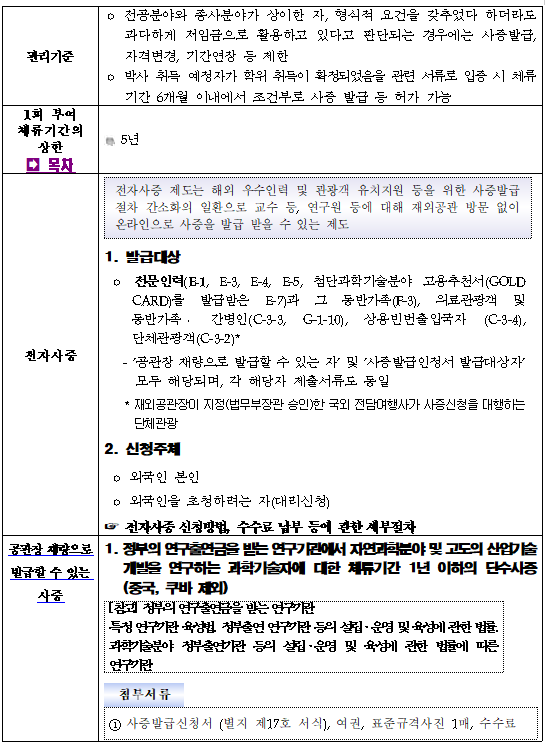 o 전공분야와 종사분야가 상이한 자, 형식적 요건을 갖추었다 하더라도
과다하게 저임금으로 활용하고 있다고 판단되는 경우에는 사증발급,
자격변경, 기간연장 등 제한
관리기준
o 박사 취득 예정자가 학위 취득이 확정되었을을 관련 서류로 입증 시 체류
기간 6개월 이내에서 조건부로 사증 발급 등 허가 가능
1회 부여
체류기간의
상한
➡ 목차
5년
전자사증 제도는 해외 우수인력 및 관광객 유치지원 등을 위한 사증발급
절차 간소화의 일환으로 교수 등, 연구원 등에 대해 재외공관 방문 없이
온라인으로 사증을 발급 받을 수 있는 제도
1. 발급대상
o 전문인력(E-1, E-3, E-4, E-5, 첨단과학기술분야 고용추천서(GOLD
CARD)를 발급받은 E-7)과 그 동반가족(F-3), 의료관광객 및
동반가족·간병인(C-3-3, G-1-10), 상용빈번출입국자 (C-3-4),
단체관광객(C-3-2)*
전자사증
- '공관장 재량으로 발급할 수 있는 자' 및 '사증발급인정서 발급대상자'
모두 해당되며, 각 해당자 제출서류도 동일
* 재외공관장이 지정(법무부장관 승인)한 국외 전담여행사가 사증신청을 대행하는
단체관광
2. 신청주체
o 외국인 본인
o 외국인을 초청하려는 자(대리신청)
☞ 전자사증 신청방법, 수수료 납부 등에 관한 세부절차
공관장 재량으로
발급할 수 있는
사증
1. 정부의 연구출연금을 받는 연구기관에서 자연과학분야 및 고도의 산업기술
개발을 연구하는 과학기술자에 대한 체류기간 1년 이하의 단수사증
(중국, 쿠바 제외)
[참고] 정부의 연구출연금을 받는 연구기관
-특정 연구기관 육성법, 정부출연 연구기관 등의 설립·운영 및 육성에 관한 법률,
과학기술분야 정부출연기관 등의 설립·운영 및 육성에 관한 법률에 따른
연구기관
첨부서류
① 사증발급신청서 (별지 제17호 서식), 여권, 표준규격사진 1매, 수수료